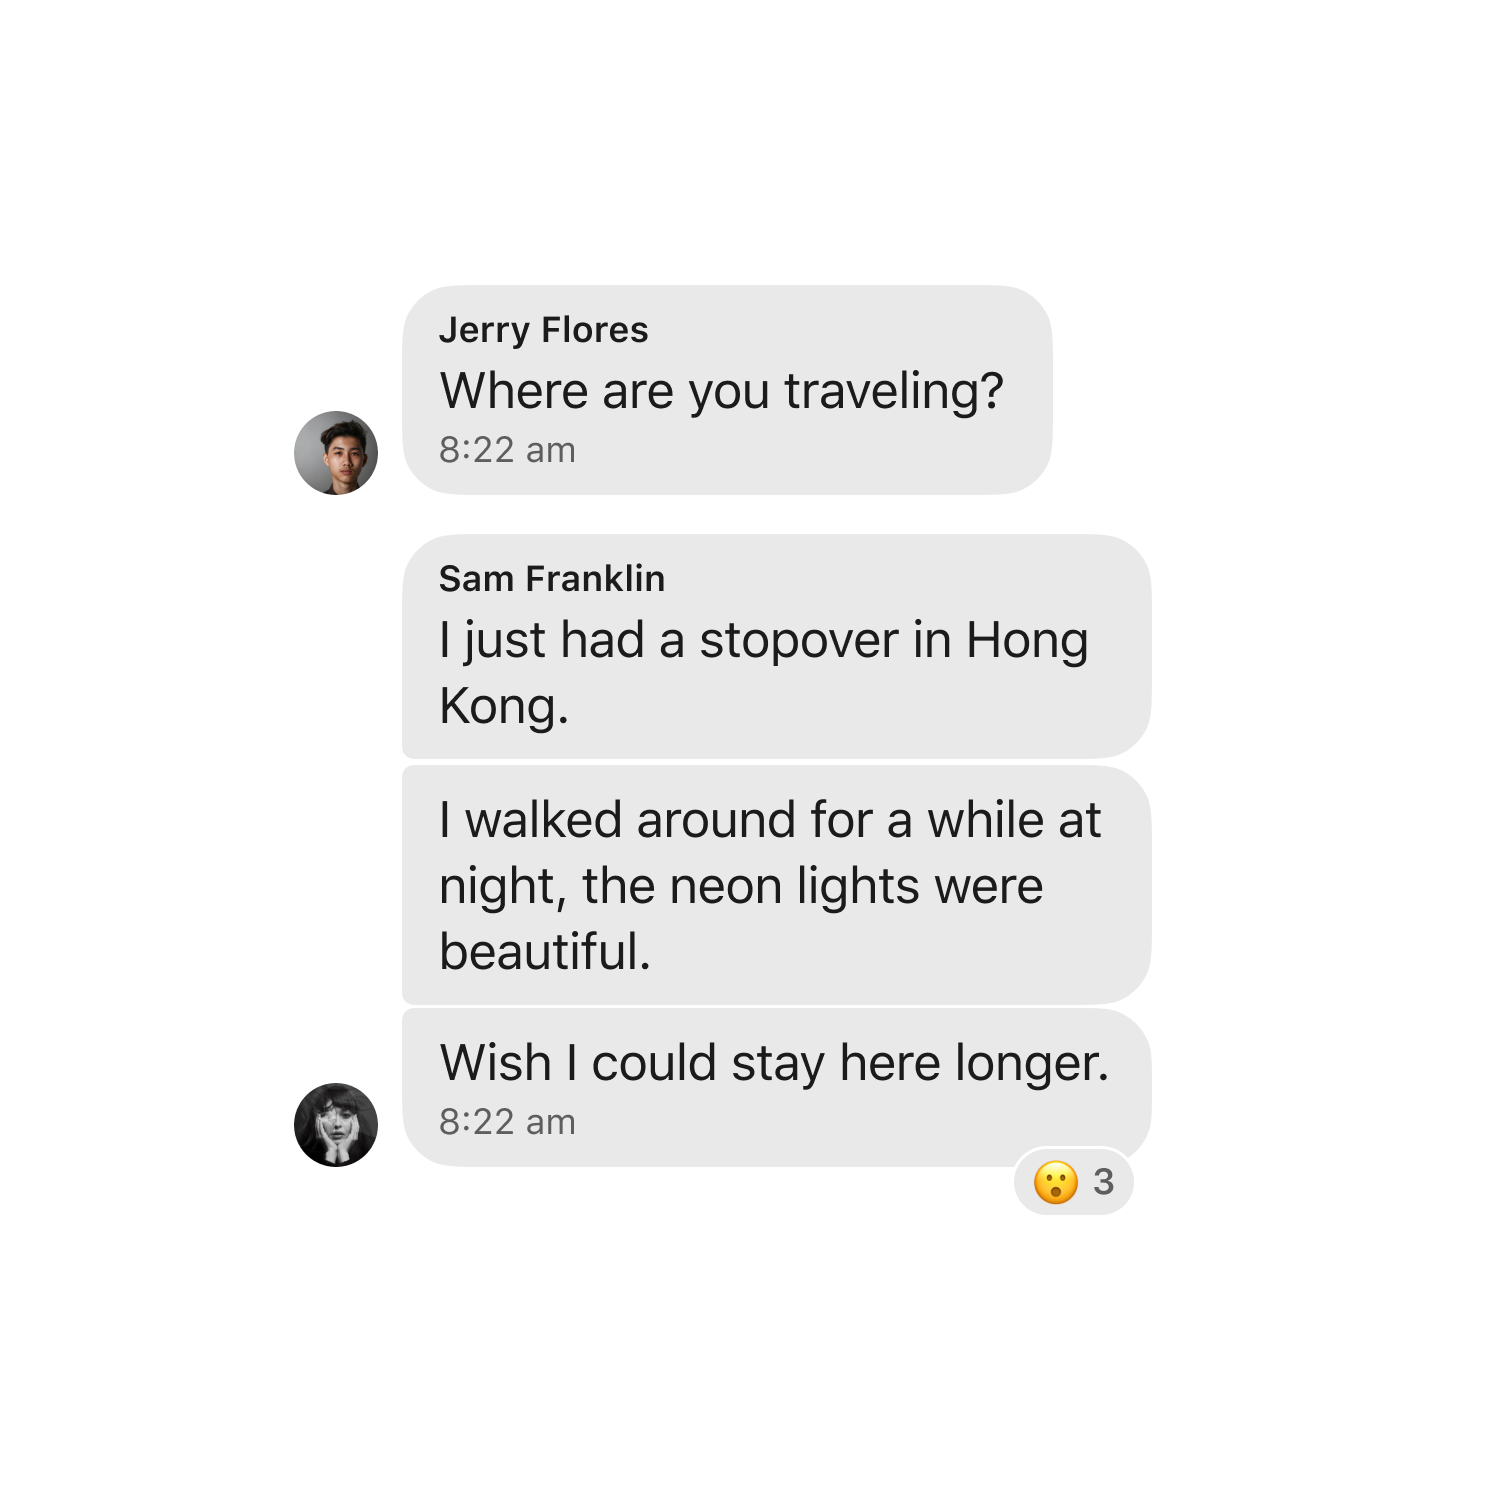 Jerry Flores
Where are you traveling?
8:22 am
Sam Franklin
I just had a stopover in Hong
Kong.
I walked around for a while at
night, the neon lights were
beautiful.
Wish I could stay here longer.
8:22 am
😮 3